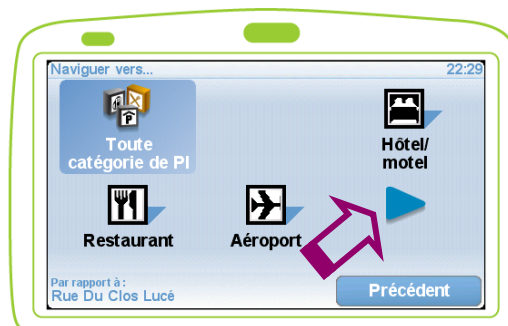 Naviguer vers...
22:29
Toute
catégorie de PI
Hôtel/
motel
Restaurant
Aéroport
Par rapport à :
Rue Du Clos Lucé
Précédent